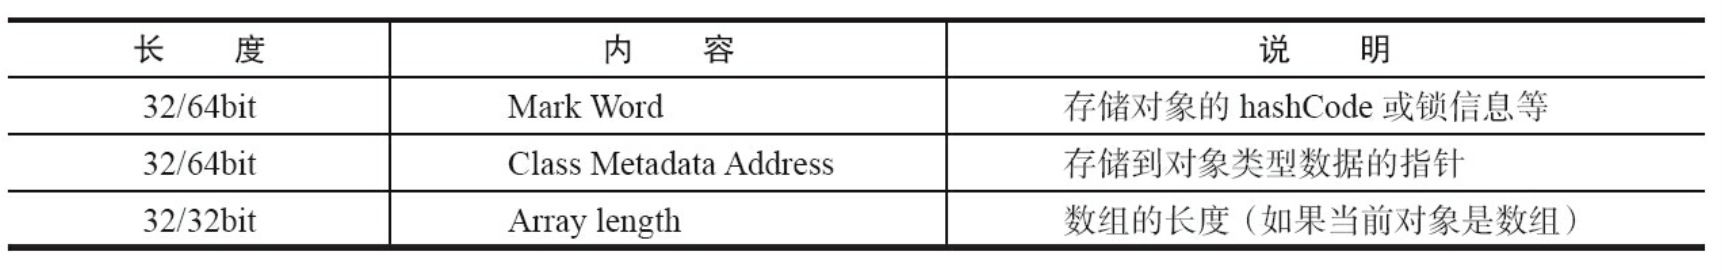 长 度 内 容 说 明
32/64bit Mark Word 存储对象的 hashCode 或锁信息等
32/64bit Class Metadata Address 存储到对象类型数据的指针
32/32bit Array length 数组的长度（如果当前对象是数组）